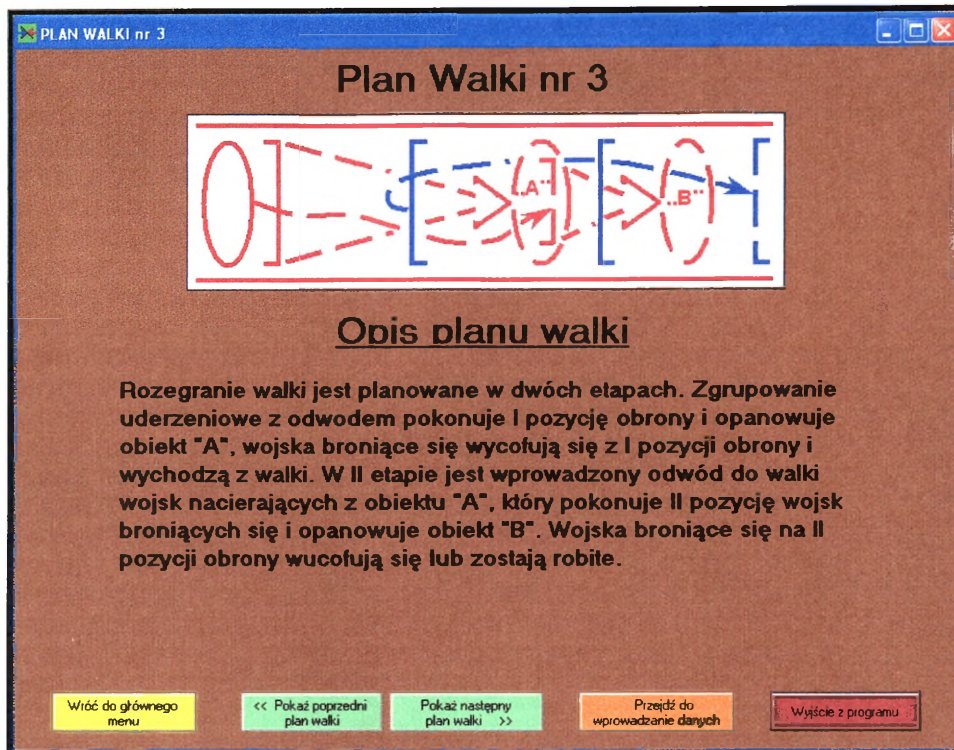 PLAN WALKI nr 3
Plan Walki nr 3
"A"
"B"
Opis planu walki
Rozegranie walki jest planowane w dwóch etapach. Zgrupowanie
uderzeniowe z odwodem pokonuje I pozycję obrony i opanowuje
obiekt "A", wojska broniące się wycofują się z I pozycji obrony i
wychodzą z walki. W II etapie jest wprowadzony odwód do walki
wojsk nacierających z obiektu "A", który pokonuje II pozycję wojsk
broniących się i opanowuje obiekt "B". Wojska broniące się na II
pozycji obrony wucofują się lub zostają robite.
Wróć do głównego
menu
<< Pokaż poprzedni
plan walki
Pokaż następny
plan walki >>
Przejdź do
wprowadzanie danych
Wyjście z programu